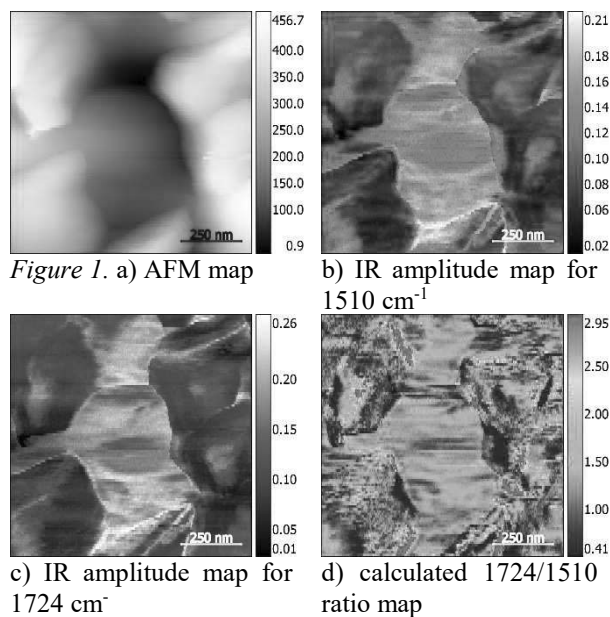 456.7
400.0
350.0
300.0
250.0
200.0
150.0
100.0
0.9
250 nm
0.21
0.18
0.16
0.14
0.12
0.10
0.08
0.06
0.02
250 nm
Figure 1. a) AFM map
b) IR amplitude map for
1510 cm-1
0.26
0.20
0.15
0.10
0.05
0.01
250 nm
2.95
2.50
2.00
1.50
1.00
0.41
250 nm
c) IR amplitude map for
1724 cm-
d) calculated 1724/1510
ratio map